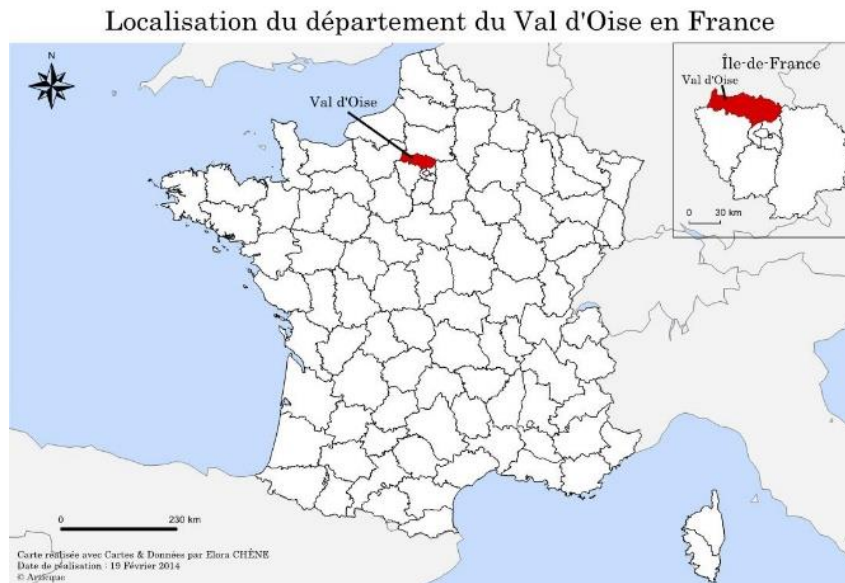 Localisation du département du Val d'Oise en France
N
Île-de-France
Val d'Oise
0 30 km
Val d'Oise
0 230 km
Carte réalisée avec Cartes & Données par Elora CHÊNE
Date de réalisation : 19 Février 2014
© Artique